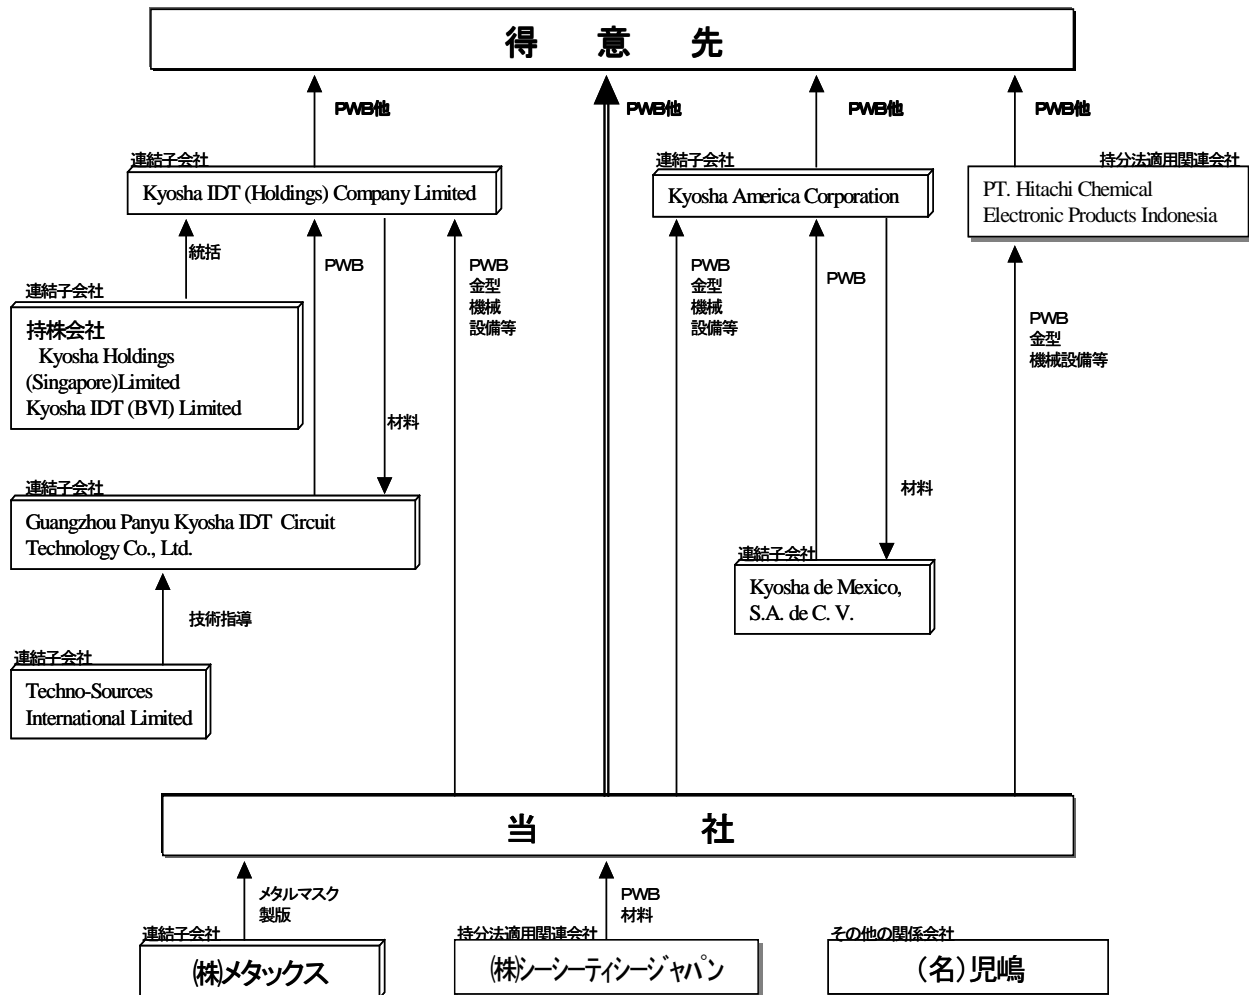 得 意 先
PWB他
PWB他
PWB他
PWB他
連結子会社
Kyosha IDT (Holdings) Company Limited
連結子会社
Kyosha America Corporation
持分法適用関連会社
PT. Hitachi Chemical
Electronic Products Indonesia
統括
PWB
PWB
金型
機械
設備等
PWB
金型
機械
設備等
PWB
PWB
金型
機械設備等
連結子会社
持株会社
Kyosha Holdings
(Singapore)Limited
Kyosha IDT (BVI) Limited
材料
材料
連結子会社
Guangzhou Panyu Kyosha IDT Circuit
Technology Co., Ltd.
連結子会社
Kyosha de Mexico,
S.A. de C. V.
技術指導
連結子会社
Techno-Sources
International Limited
当 社
メタルマスク
製版
PWB
材料
連結子会社
㈱メタックス
持分法適用関連会社
㈱シーシーティシージャパン
その他の関係会社
（名）児嶋